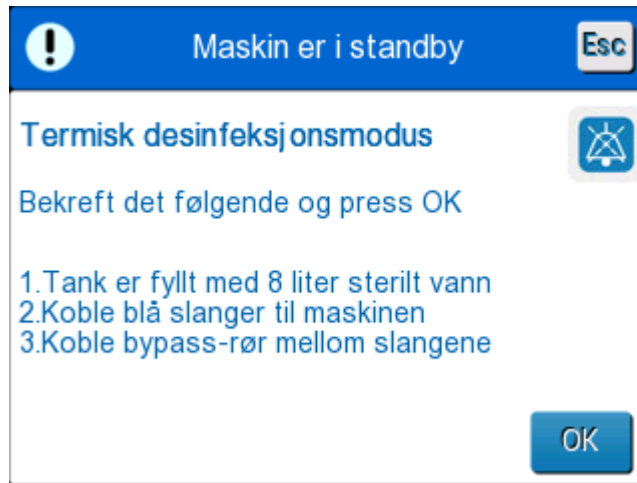 Maskin er i standby
Esc
Termisk desinfeksjonsmodus
Bekreft det følgende og press OK
1.Tank er fyllt med 8 liter sterilt vann
2.Koble blå slanger til maskinen
3.Koble bypass-rør mellom slangene
OK